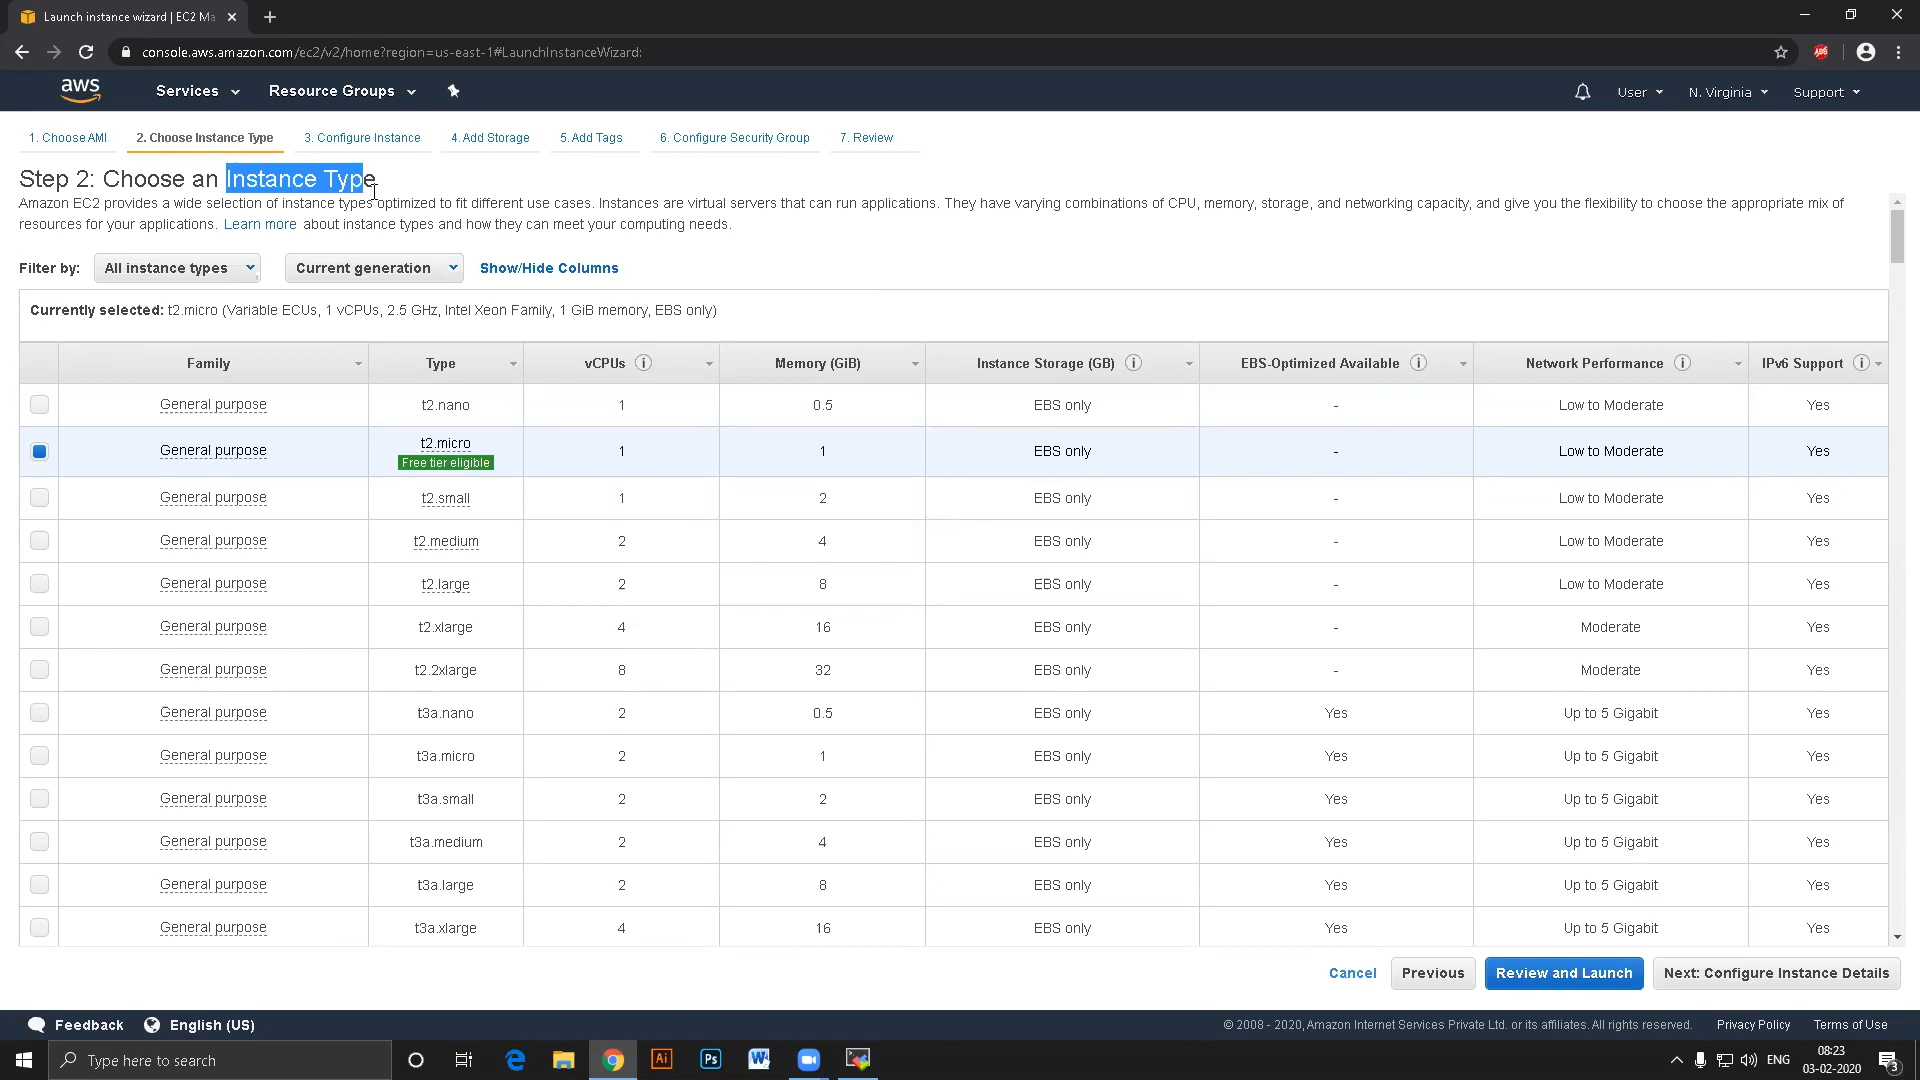 Launch instance wizard | EC2 Ma
console.aws.amazon.com/ec2/v2/home?region=us-east-1#LaunchInstanceWizard:
aws Services Resource Groups User N. Virginia Support
1. Choose AMI 2. Choose Instance Type 3. Configure Instance 4. Add Storage 5. Add Tags 6. Configure Security Group 7. Review
Step 2: Choose an Instance Type
Amazon EC2 provides a wide selection of instance types optimized to fit different use cases. Instances are virtual servers that can run applications. They have varying combinations of CPU, memory, storage, and networking capacity, and give you the flexibility to choose the appropriate mix of
resources for your applications. Learn more about instance types and how they can meet your computing needs.
Filter by: All instance types Current generation Show/Hide Columns
Currently selected: t2.micro (Variable ECUs, 1 vCPUs, 2.5 GHz, Intel Xeon Family, 1 GiB memory, EBS only)
Family Type vCPUs i Memory (GiB) Instance Storage (GB) i EBS-Optimized Available i Network Performance i IPv6 Support i
General purpose t2.nano 1 0.5 EBS only - Low to Moderate Yes
General purpose t2.micro 1 1 EBS only - Low to Moderate Yes
Free tier eligible
General purpose t2.small 1 2 EBS only - Low to Moderate Yes
General purpose t2.medium 2 4 EBS only - Low to Moderate Yes
General purpose t2.large 2 8 EBS only - Low to Moderate Yes
General purpose t2.xlarge 4 16 EBS only - Moderate Yes
General purpose t2.2xlarge 8 32 EBS only - Moderate Yes
General purpose t3a.nano 2 0.5 EBS only Yes Up to 5 Gigabit Yes
General purpose t3a.micro 2 1 EBS only Yes Up to 5 Gigabit Yes
General purpose t3a.small 2 2 EBS only Yes Up to 5 Gigabit Yes
General purpose t3a.medium 2 4 EBS only Yes Up to 5 Gigabit Yes
General purpose t3a.large 2 8 EBS only Yes Up to 5 Gigabit Yes
General purpose t3a.xlarge 4 16 EBS only Yes Up to 5 Gigabit Yes
Cancel Previous Review and Launch Next: Configure Instance Details
Feedback English (US) © 2008 - 2020, Amazon Internet Services Private Ltd. or its affiliates. All rights reserved. Privacy Policy Terms of Use
Type here to search Ai Ps W ENG 08:23
03-02-2020 3